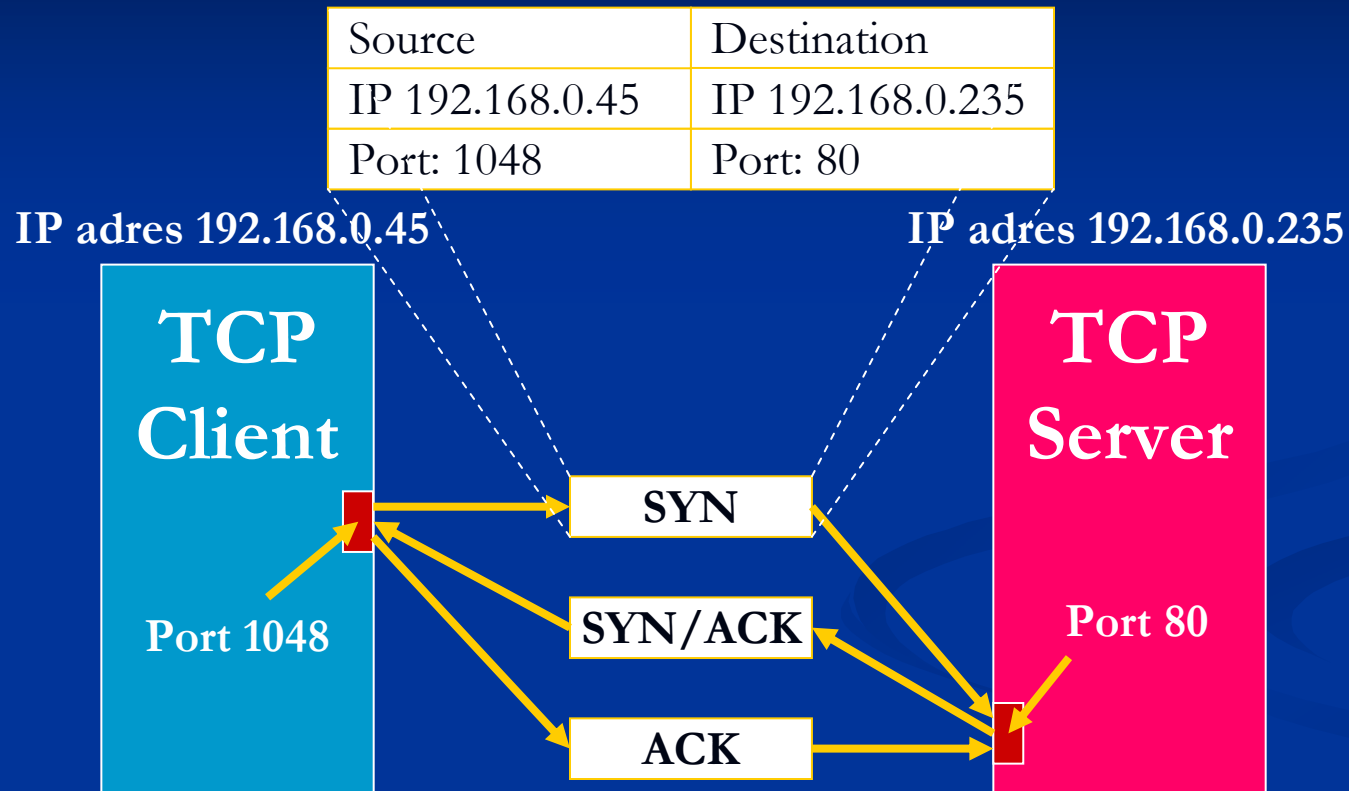 Source Destination
IP 192.168.0.45 IP 192.168.0.235
Port: 1048 Port: 80
IP adres 192.168.0.45 IP adres 192.168.0.235
TCP
Client
TCP
Server
SYN
SYN/ACK
ACK
Port 1048
Port 80